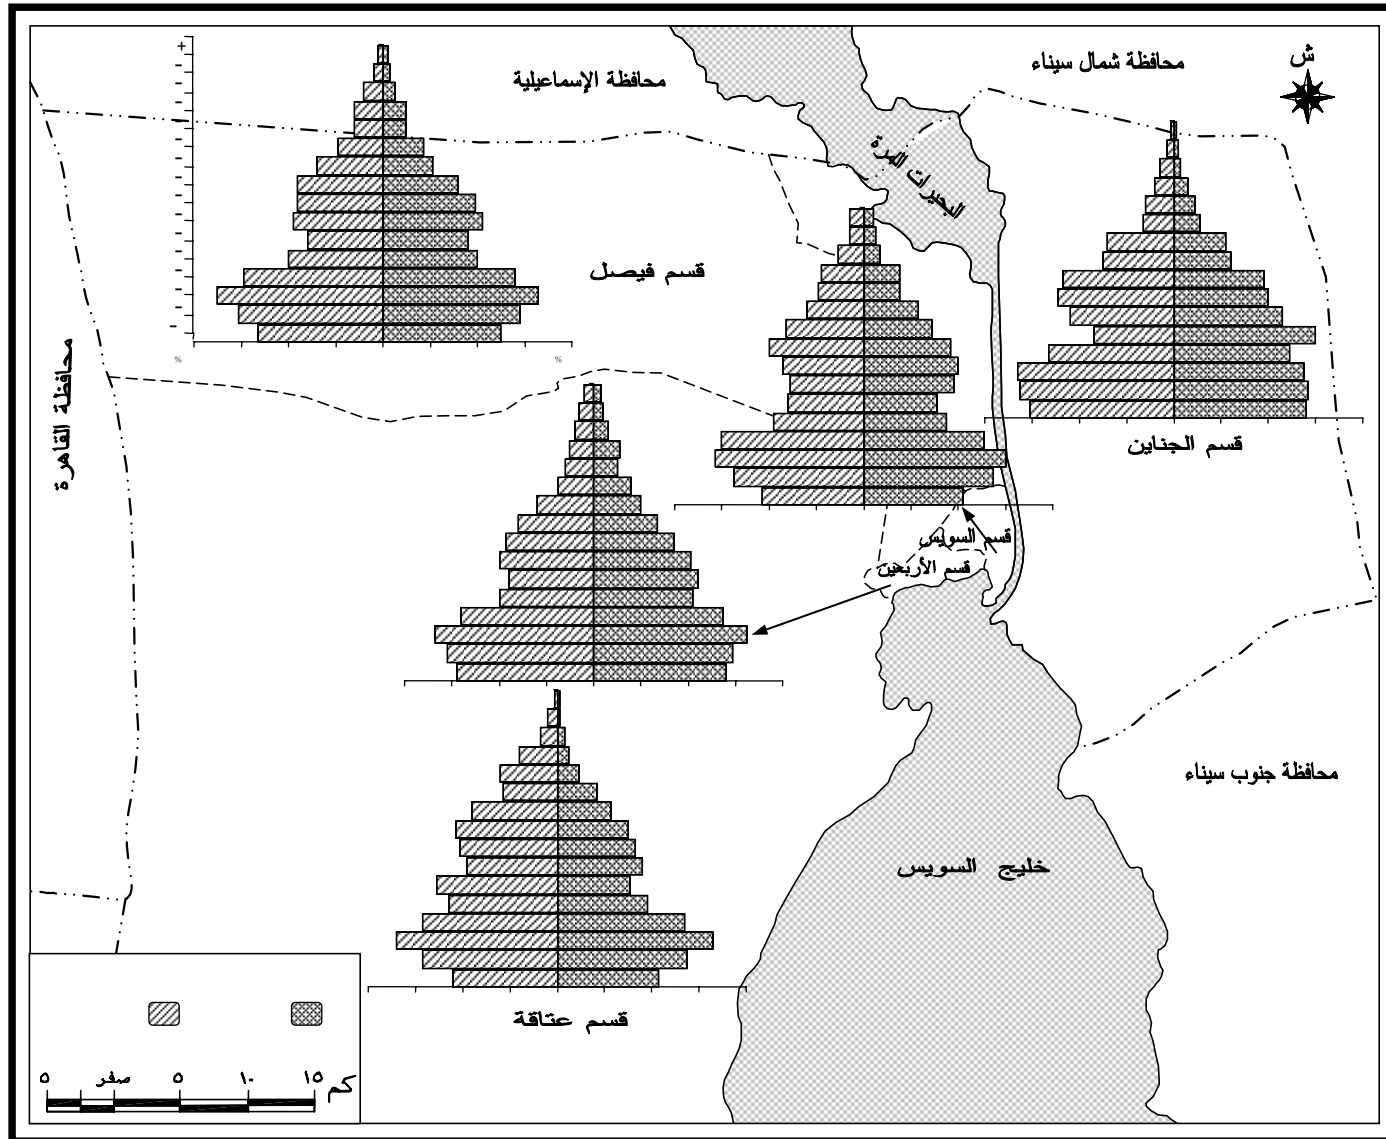 ش
محافظة شمال سيناء
محافظة الإسماعيلية
البحيرات المرة
قسم فيصل
محافظة القاهرة
+
-
%
%
قسم الجناين
قسم السويس
قسم الأربعين
محافظة جنوب سيناء
خليج السويس
قسم عتاقة
٥ صفر ٥ ١٠ ١٥ كم